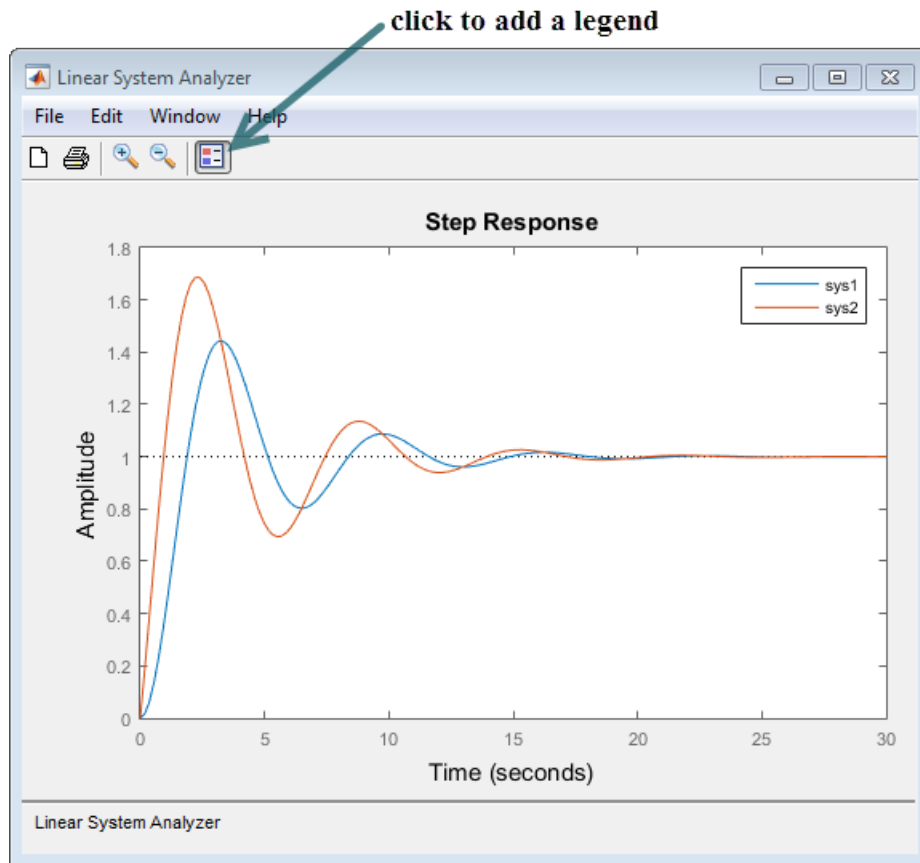 click to add a legend
Linear System Analyzer
File Edit Window Help
Step Response
1.8
1.6
1.4
1.2
1
0.8
0.6
0.4
0.2
0
Amplitude
sys1
sys2
0 5 10 15 20 25 30
Time (seconds)
Linear System Analyzer